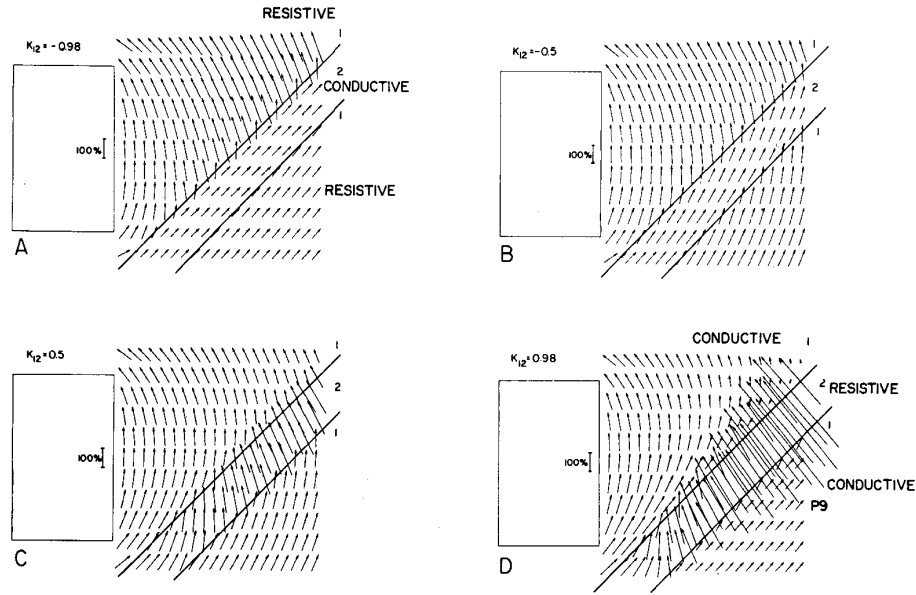 RESISTIVE
K12 = -0.98
1
2
CONDUCTIVE
1
100%
RESISTIVE
A
K12 = -0.5
1
2
1
100%
B
K12 = 0.5
1
2
1
100%
C
CONDUCTIVE
K12 = 0.98
1
2 RESISTIVE
1
100%
CONDUCTIVE
P9
D